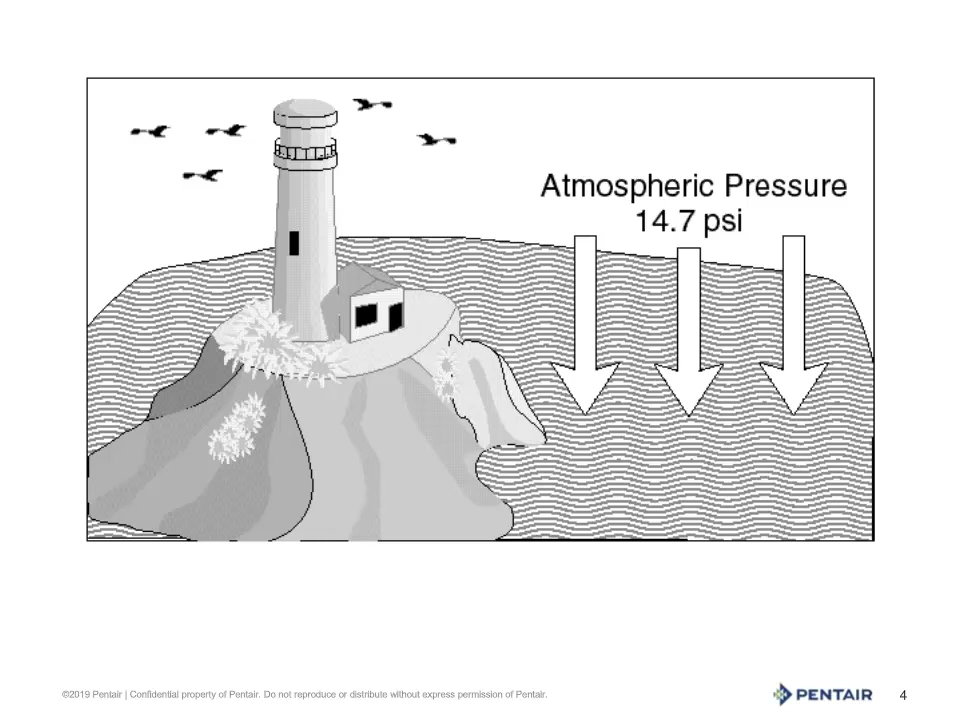 Atmospheric Pressure
14.7 psi
©2019 Pentair | Confidential property of Pentair. Do not reproduce or distribute without express permission of Pentair.
PENTAIR
4